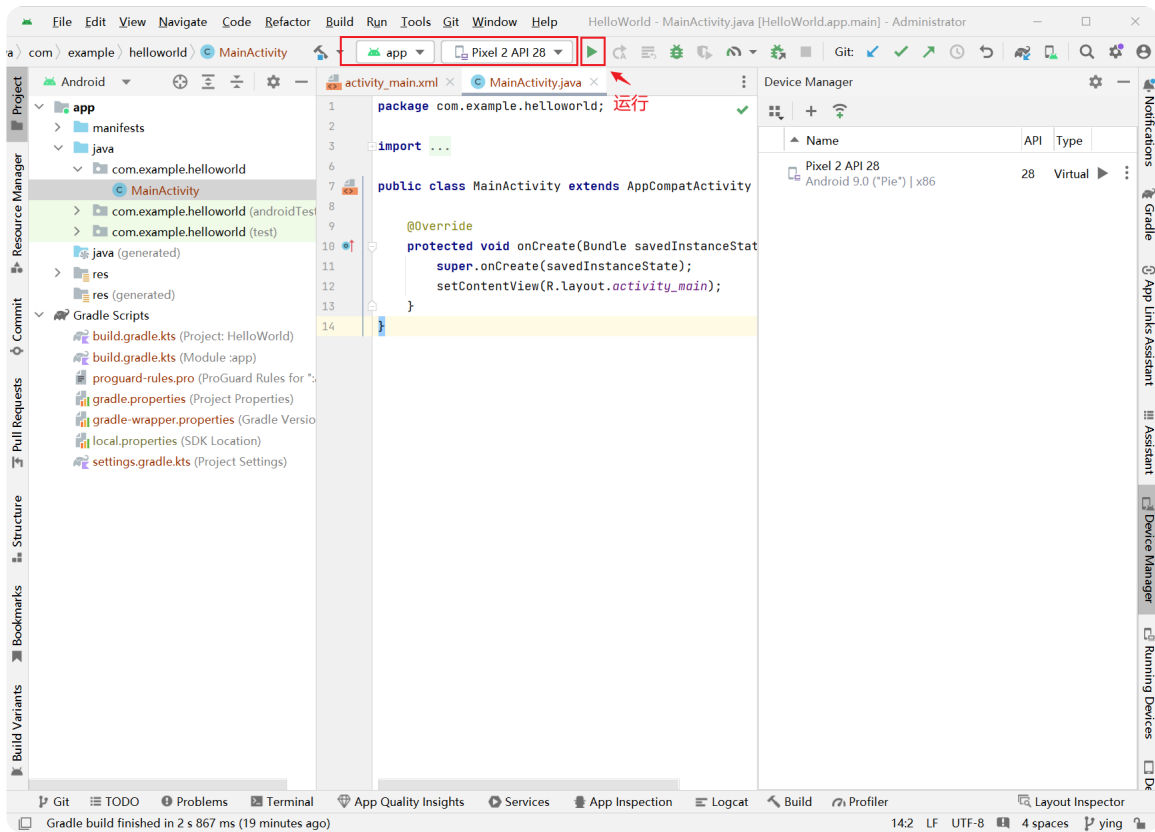 File Edit View Navigate Code Refactor Build Run Tools Git Window Help HelloWorld - MainActivity.java [HelloWorld.app.main] - Administrator
com example helloworld MainActivity app Pixel 2 API 28 Git:
Android
activity_main.xml MainActivity.java
Device Manager
运行
Project
Resource Manager
Commit
Pull Requests
Structure
Bookmarks
Build Variants
app
manifests
java
com.example.helloworld
MainActivity
com.example.helloworld (androidTest
com.example.helloworld (test)
java (generated)
res
res (generated)
Gradle Scripts
build.gradle.kts (Project: HelloWorld)
build.gradle.kts (Module :app)
proguard-rules.pro (ProGuard Rules for ":
gradle.properties (Project Properties)
gradle-wrapper.properties (Gradle Versio
local.properties (SDK Location)
settings.gradle.kts (Project Settings)
1 package com.example.helloworld;
2
3 import ...
6
7 public class MainActivity extends AppCompatActivity
8
9 @Override
10 protected void onCreate(Bundle savedInstanceStat
11 super.onCreate(savedInstanceState);
12 setContentView(R.layout.activity_main);
13 }
14 }
Name API Type
Pixel 2 API 28
Android 9.0 ("Pie") | x86
28 Virtual
Notifications
Gradle
App Links Assistant
Assistant
Device Manager
Running Devices
Git TODO Problems Terminal App Quality Insights Services App Inspection Logcat Build Profiler Layout Inspector
Gradle build finished in 2 s 867 ms (19 minutes ago) 14:2 LF UTF-8 4 spaces ying